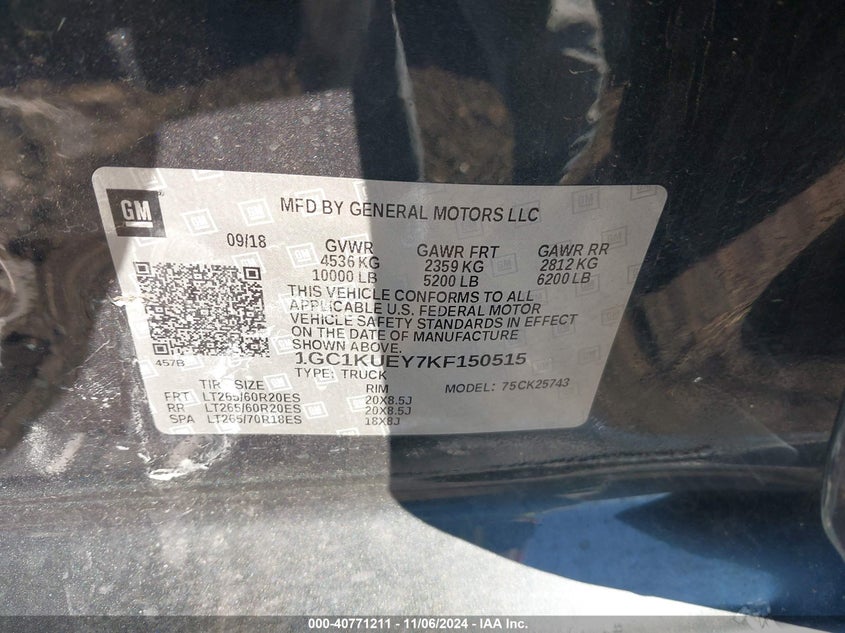 GM
MFD BY GENERAL MOTORS LLC
09/18 GVWR GAWR FRT GAWR RR
4536 KG 2359 KG 2812 KG
10000 LB 5200 LB 6200 LB
THIS VEHICLE CONFORMS TO ALL
APPLICABLE U.S. FEDERAL MOTOR
VEHICLE SAFETY STANDARDS IN EFFECT
ON THE DATE OF MANUFACTURE
SHOWN ABOVE.
457B 1GC1KUEY7KF150515
TYPE: TRUCK MODEL: 75CK25743
TIRE SIZE RIM
FRT LT265/60R20ES 20X8.5J
RR LT265/60R20ES 20X8.5J
SPA LT265/70R18ES 18X8J
000-40771211 - 11/06/2024 - 000-000527